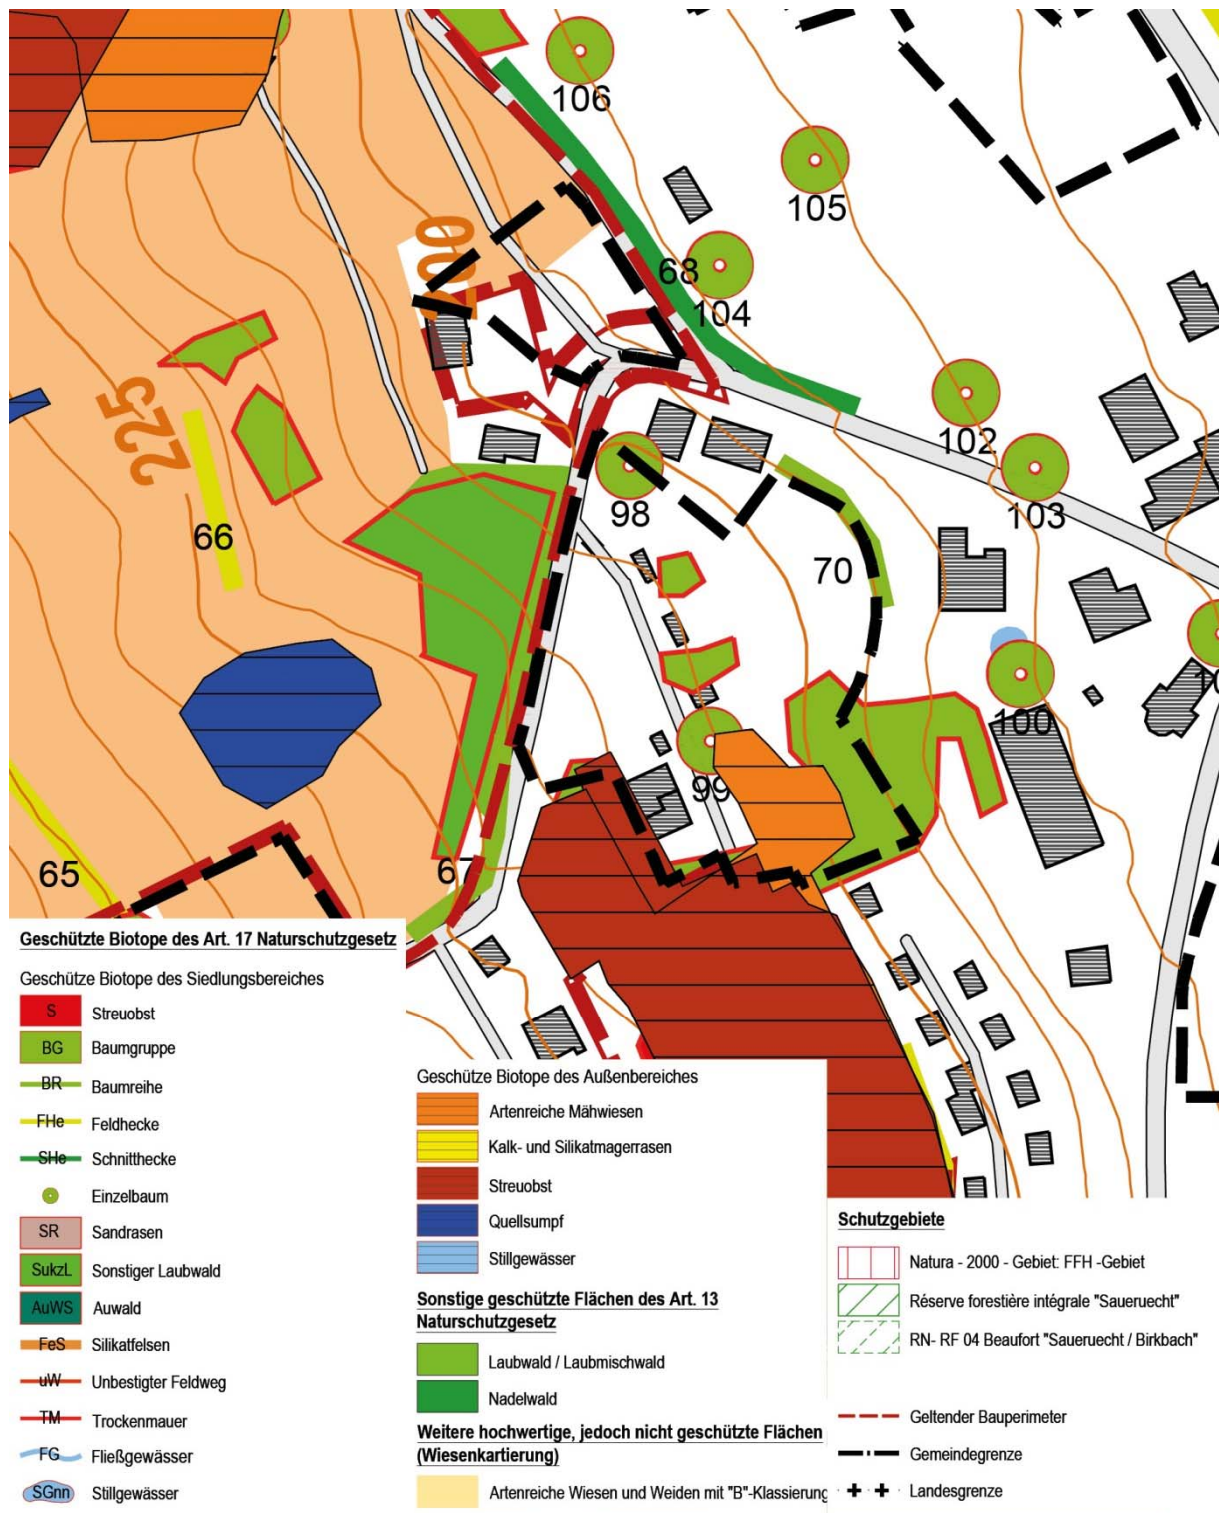 106
105
200
68
104
225
102
103
98
66
70
100
99
67
65
Geschützte Biotope des Art. 17 Naturschutzgesetz
Geschütze Biotope des Siedlungsbereiches
S Streuobst
BG Baumgruppe
BR Baumreihe
FHe Feldhecke
SHe Schnitthecke
Einzelbaum
SR Sandrasen
SukzL Sonstiger Laubwald
AuWS Auwald
FeS Silikatfelsen
uW Unbestigter Feldweg
TM Trockenmauer
FG Fließgewässer
SGnn Stillgewässer
Geschütze Biotope des Außenbereiches
Artenreiche Mähwiesen
Kalk- und Silikatmagerrasen
Streuobst
Quellsumpf
Stillgewässer
Sonstige geschützte Flächen des Art. 13
Naturschutzgesetz
Laubwald / Laubmischwald
Nadelwald
Weitere hochwertige, jedoch nicht geschützte Flächen
(Wiesenkartierung)
Artenreiche Wiesen und Weiden mit "B"-Klassierung
Schutzgebiete
Natura - 2000 - Gebiet: FFH -Gebiet
Réserve forestière intégrale "Saueruecht"
RN- RF 04 Beaufort "Saueruecht / Birkbach"
Geltender Bauperimeter
Gemeindegrenze
Landesgrenze